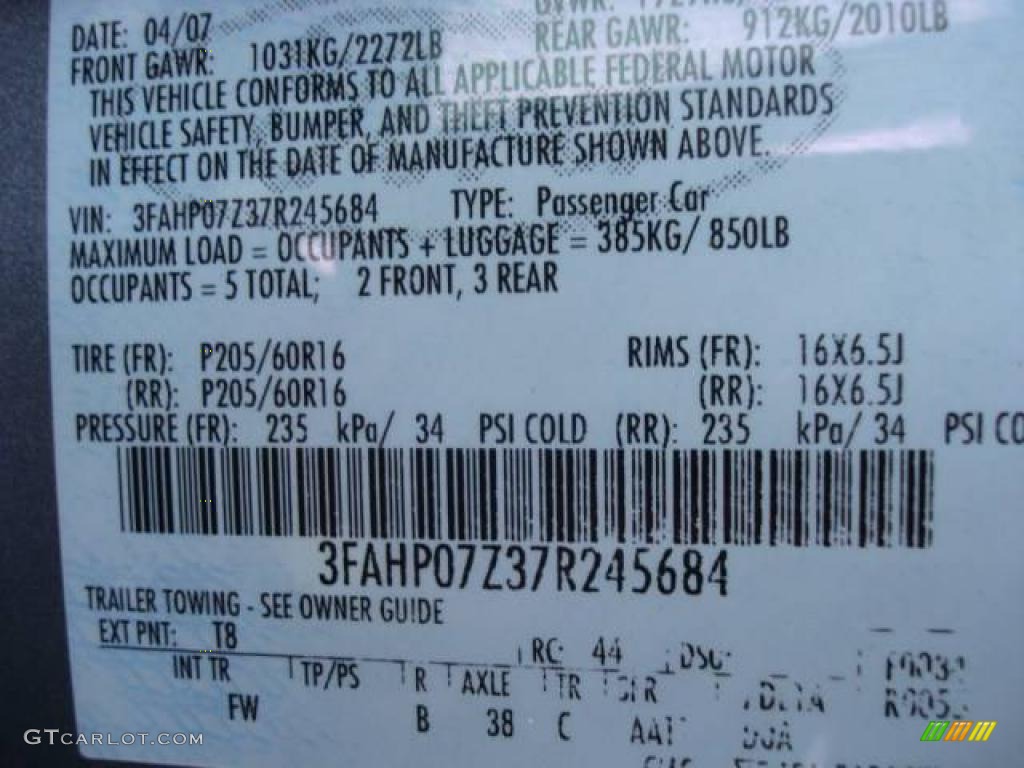 DATE: 04/07
FRONT GAWR: 1031KG/2272LB REAR GAWR: 912KG/2010LB
THIS VEHICLE CONFORMS TO ALL APPLICABLE FEDERAL MOTOR
VEHICLE SAFETY, BUMPER, AND THEFT PREVENTION STANDARDS
IN EFFECT ON THE DATE OF MANUFACTURE SHOWN ABOVE.
VIN: 3FAHP07Z37R245684 TYPE: Passenger Car
MAXIMUM LOAD = OCCUPANTS + LUGGAGE = 385KG/ 850LB
OCCUPANTS = 5 TOTAL; 2 FRONT, 3 REAR
TIRE (FR): P205/60R16 RIMS (FR): 16X6.5J
(RR): P205/60R16 (RR): 16X6.5J
PRESSURE (FR): 235 kPa/ 34 PSI COLD (RR): 235 kPa/ 34 PSI CO
3FAHP07Z37R245684
TRAILER TOWING - SEE OWNER GUIDE
EXT PNT: T8 RC: 44 DSO:
INT TR TP/PS R AXLE TR
FW B 38 C
GTCARLOT.COM